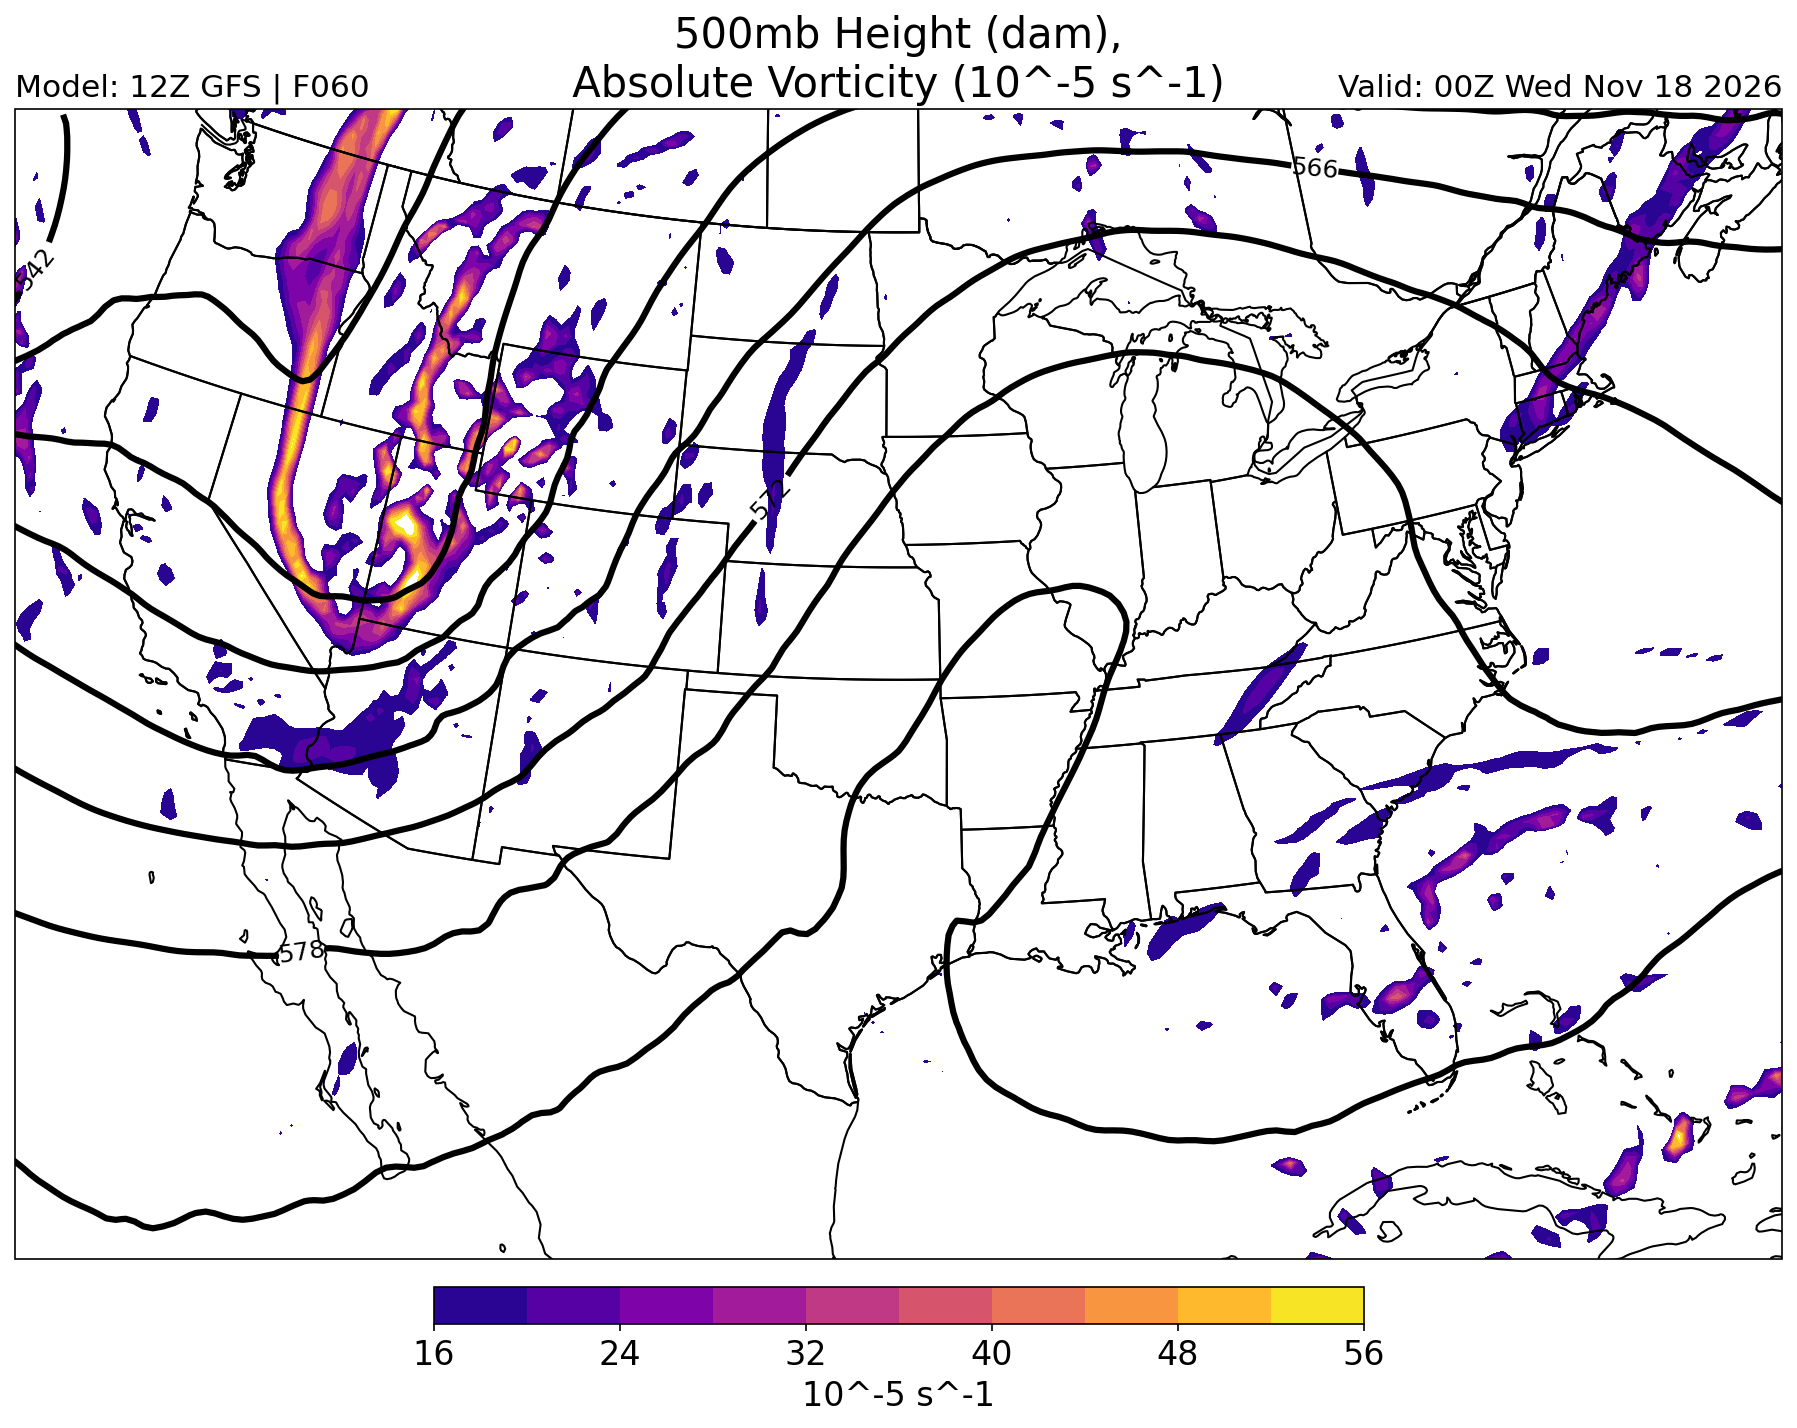 500mb Height (dam),
Absolute Vorticity (10^-5 s^-1)
Model: 12Z GFS | F060
Valid: 00Z Wed Nov 18 2026
566
542
572
578
16 24 32 40 48 56
10^-5 s^-1